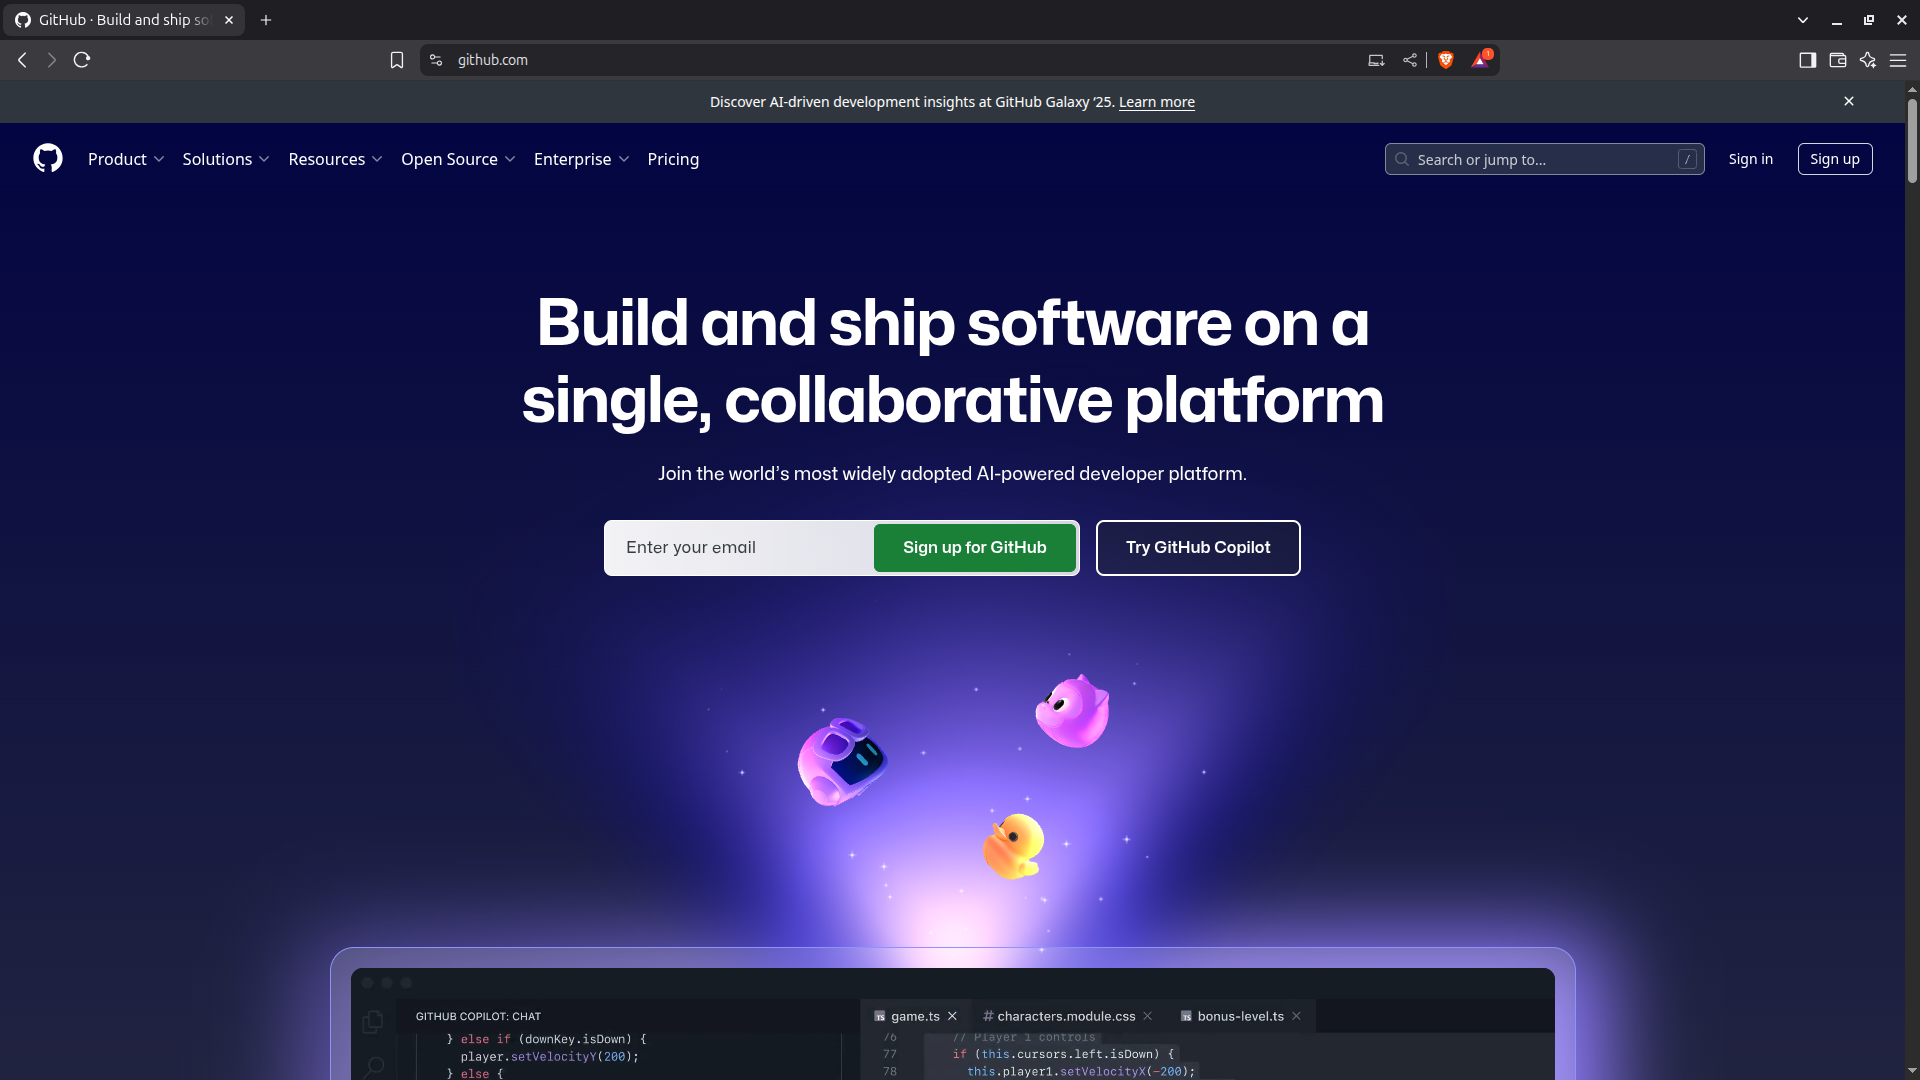 GitHub · Build and ship so
github.com
1
Discover AI-driven development insights at GitHub Galaxy '25. Learn more
Product Solutions Resources Open Source Enterprise Pricing
Search or jump to...
/
Sign in
Sign up
Build and ship software on a
single, collaborative platform
Join the world's most widely adopted AI-powered developer platform.
Enter your email
Sign up for GitHub
Try GitHub Copilot
GITHUB COPILOT: CHAT
} else if (downKey.isDown) {
player.setVelocityY(200);
} else {
TS game.ts
# characters.module.css
TS bonus-level.ts
76 // Player 1 controls
77 if (this.cursors.left.isDown) {
78 this.player1.setVelocityX(-200);